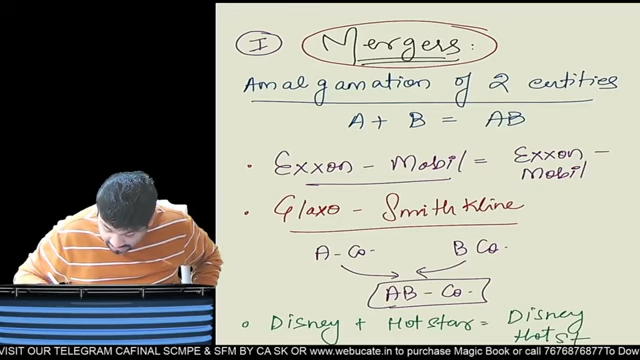 I Mergers:
Amalgamation of 2 entities
A + B = AB
• Exxon - Mobil = Exxon -
Mobil
• Glaxo - Smithkline
A - Co. B Co.
AB - Co.
• Disney + Hotstar = Disney
Hotst
VISIT OUR TELEGRAM CAFINAL SCMPE & SFM BY CA SK OR www.webucate.in to purchase Magic Book or call 7676876877 To Down